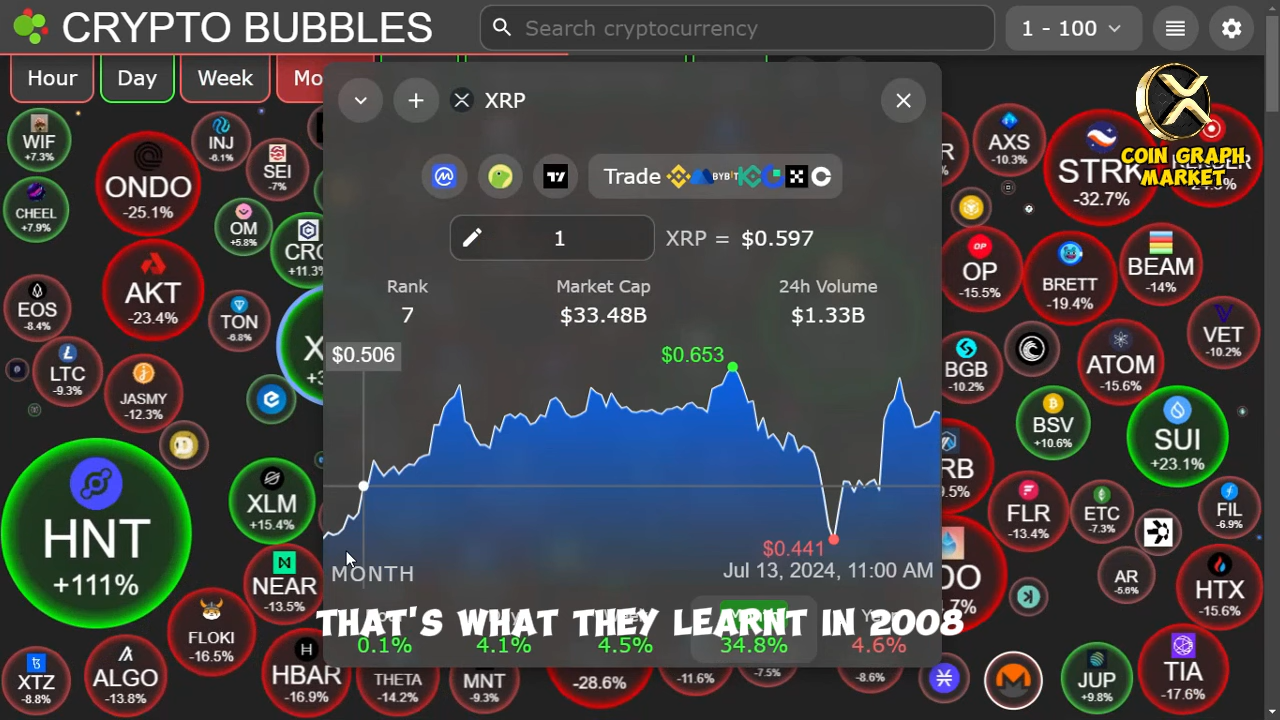 CRYPTO BUBBLES
Search cryptocurrency
1 - 100
Hour
Day
Week
Mo
XRP
COIN GRAPH
MARKET
Trade
BYBIT
1
XRP = $0.597
Rank
7
Market Cap
$33.48B
24h Volume
$1.33B
$0.506
$0.653
$0.441
MONTH
Jul 13, 2024, 11:00 AM
THAT'S WHAT THEY LEARNT IN 2008
0.1%
4.1%
4.5%
34.8%
4.6%
WIF
+7.3%
CHEEL
+7.9%
ONDO
-25.1%
INJ
-6.1%
SEI
-7%
OM
+5.8%
CRO
+11.3%
AKT
-23.4%
EOS
-8.4%
TON
-6.8%
LTC
-9.3%
JASMY
-12.3%
HNT
+111%
XLM
+15.4%
NEAR
-13.5%
FLOKI
-16.5%
XTZ
-8.8%
ALGO
-13.8%
HBAR
-16.9%
THETA
-14.2%
MNT
-9.3%
-28.6%
-11.6%
-7.5%
-8.6%
AXS
-10.3%
STRK
-32.7%
OP
-15.5%
BRETT
-19.4%
BEAM
-14%
VET
-10.2%
BGB
-10.2%
ATOM
-15.6%
BSV
+10.6%
SUI
+23.1%
FLR
-13.4%
ETC
-7.3%
FIL
-6.9%
AR
-5.6%
HTX
-15.6%
JUP
+9.8%
TIA
-17.6%